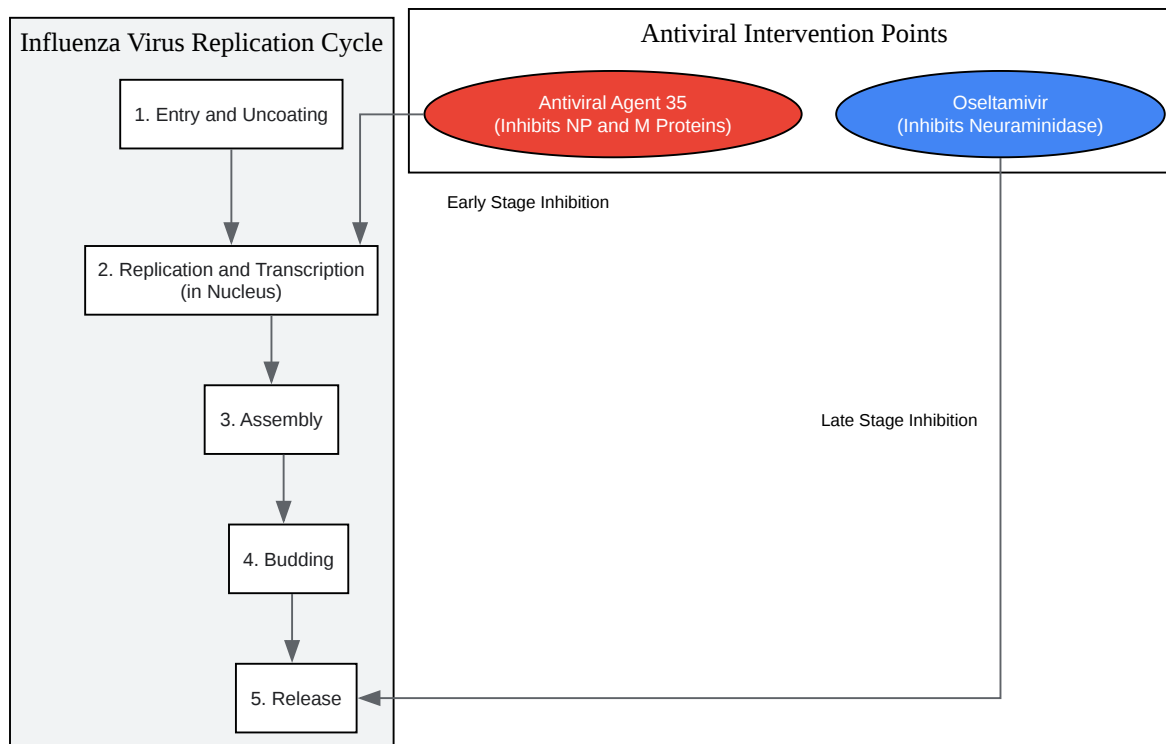 Influenza Virus Replication Cycle
1. Entry and Uncoating
2. Replication and Transcription
(in Nucleus)
3. Assembly
4. Budding
5. Release
Antiviral Intervention Points
Antiviral Agent 35
(Inhibits NP and M Proteins)
Oseltamivir
(Inhibits Neuraminidase)
Early Stage Inhibition
Late Stage Inhibition